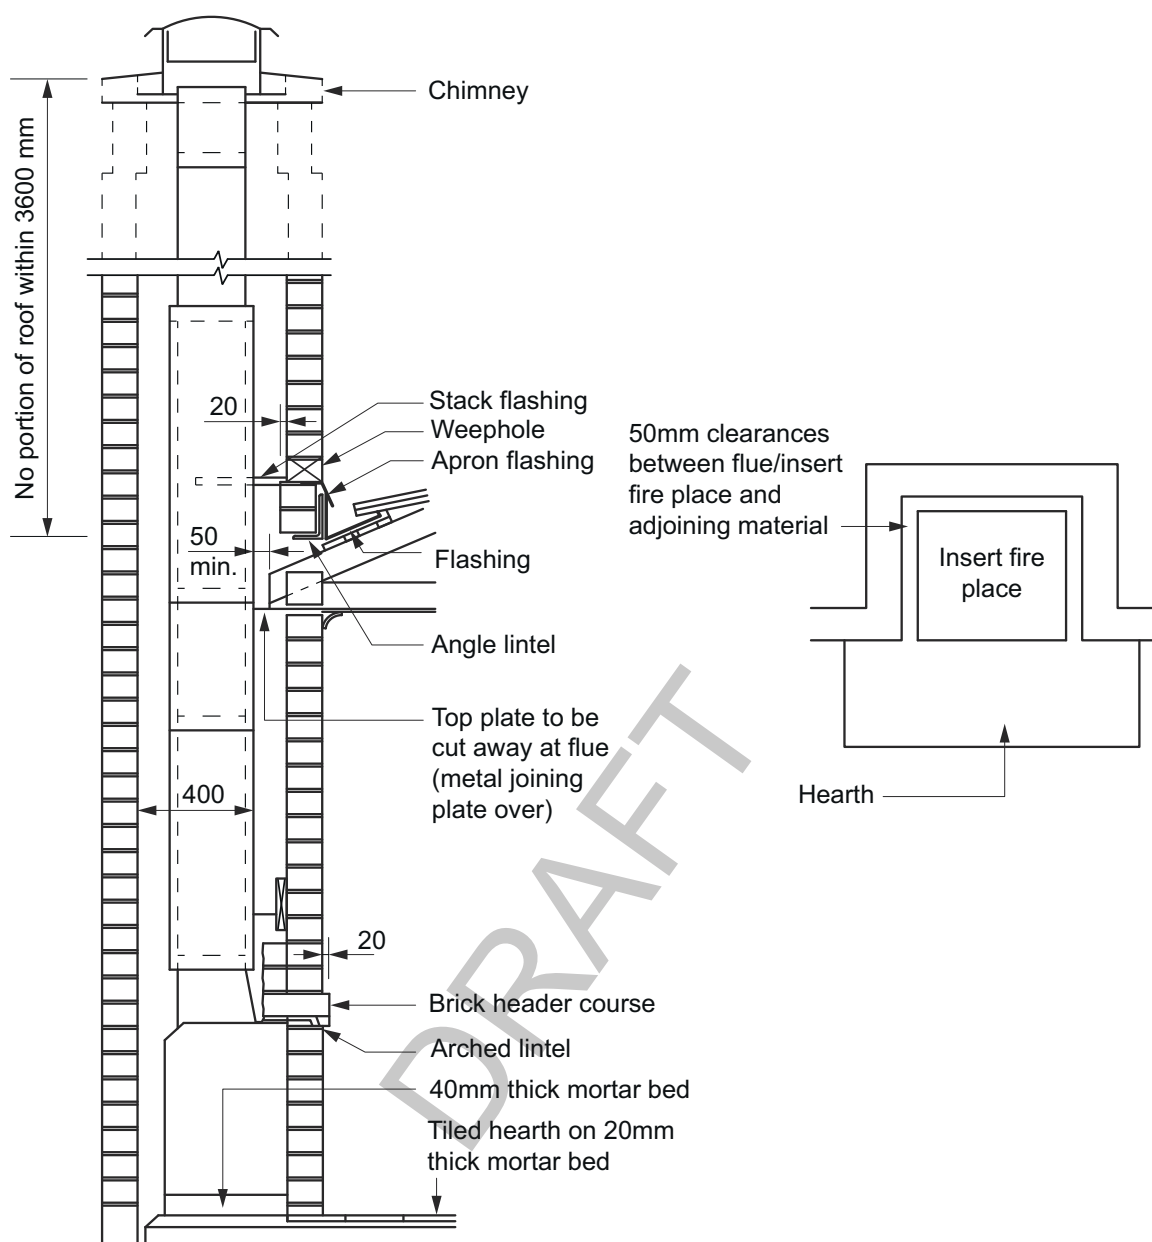 Chimney
No portion of roof within 3600 mm
20
Stack flashing
Weephole
Apron flashing
50
min.
Flashing
Angle lintel
Top plate to be
cut away at flue
(metal joining
plate over)
400
20
Brick header course
Arched lintel
40mm thick mortar bed
Tiled hearth on 20mm
thick mortar bed
50mm clearances
between flue/insert
fire place and
adjoining material
Insert fire
place
Hearth
DRAFT